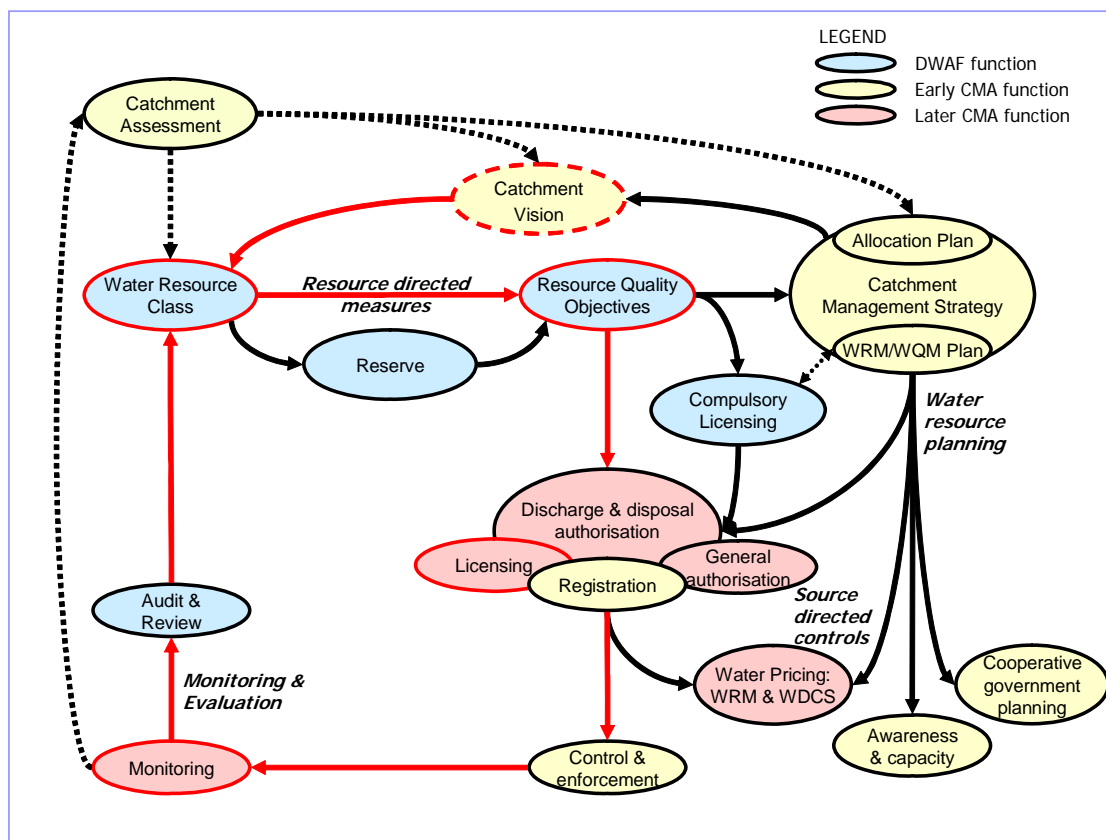 LEGEND
DWAF function
Early CMA function
Later CMA function
Catchment
Assessment
Catchment
Vision
Allocation Plan
Catchment
Management Strategy
WRM/WQM Plan
Water Resource
Class
Resource directed
measures
Resource Quality
Objectives
Reserve
Compulsory
Licensing
Water
resource
planning
Discharge & disposal
authorisation
Licensing
General
authorisation
Registration
Audit &
Review
Source
directed
controls
Monitoring &
Evaluation
Water Pricing:
WRM & WDCS
Cooperative
government
planning
Awareness
& capacity
Control &
enforcement
Monitoring